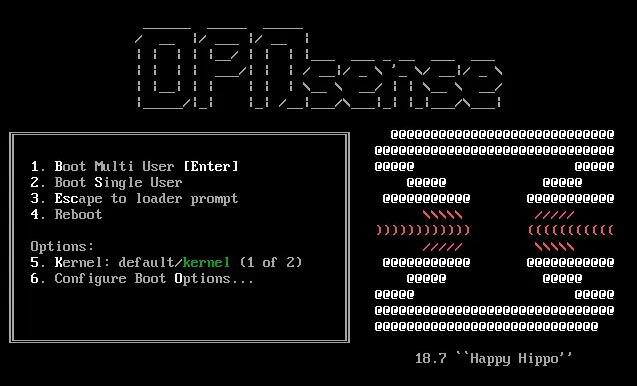 OPNsense
1. Boot Multi User [Enter]
2. Boot Single User
3. Escape to loader prompt
4. Reboot
Options:
5. Kernel: default/kernel (1 of 2)
6. Configure Boot Options...
18.7 ``Happy Hippo''